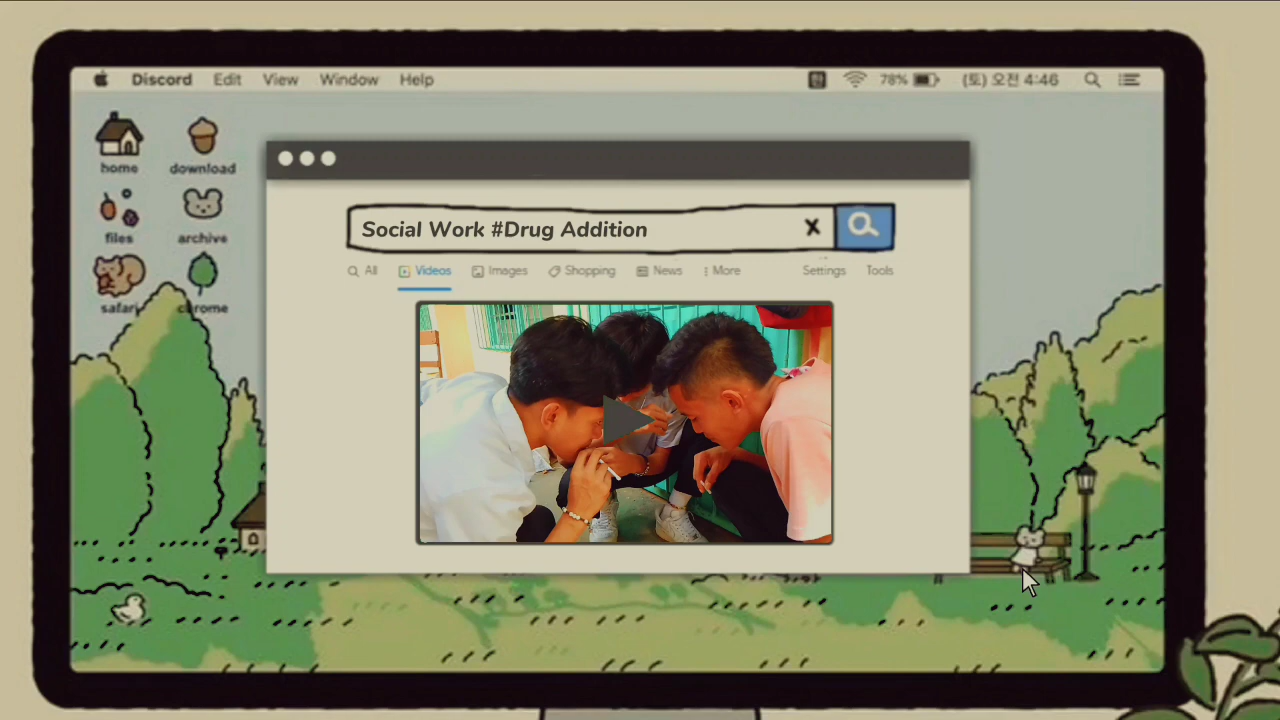 Discord Edit View Window Help 78% (토) 오전 4:46
home download
files archive
safari chrome
Social Work #Drug Addition X
All Videos Images Shopping News More Settings Tools